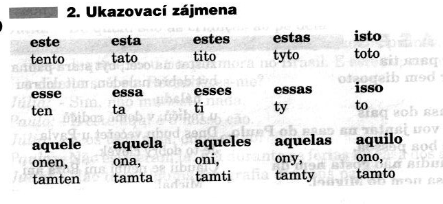 2. Ukazovací zájmena
este esta estes estas isto
tento tato tito tyto toto
esse essa esses essas isso
ten ta ti ty to
aquele aquela aqueles aquelas aquilo
onen, ona, oni, ony, ono,
tamten tamta tamti tamty tamto